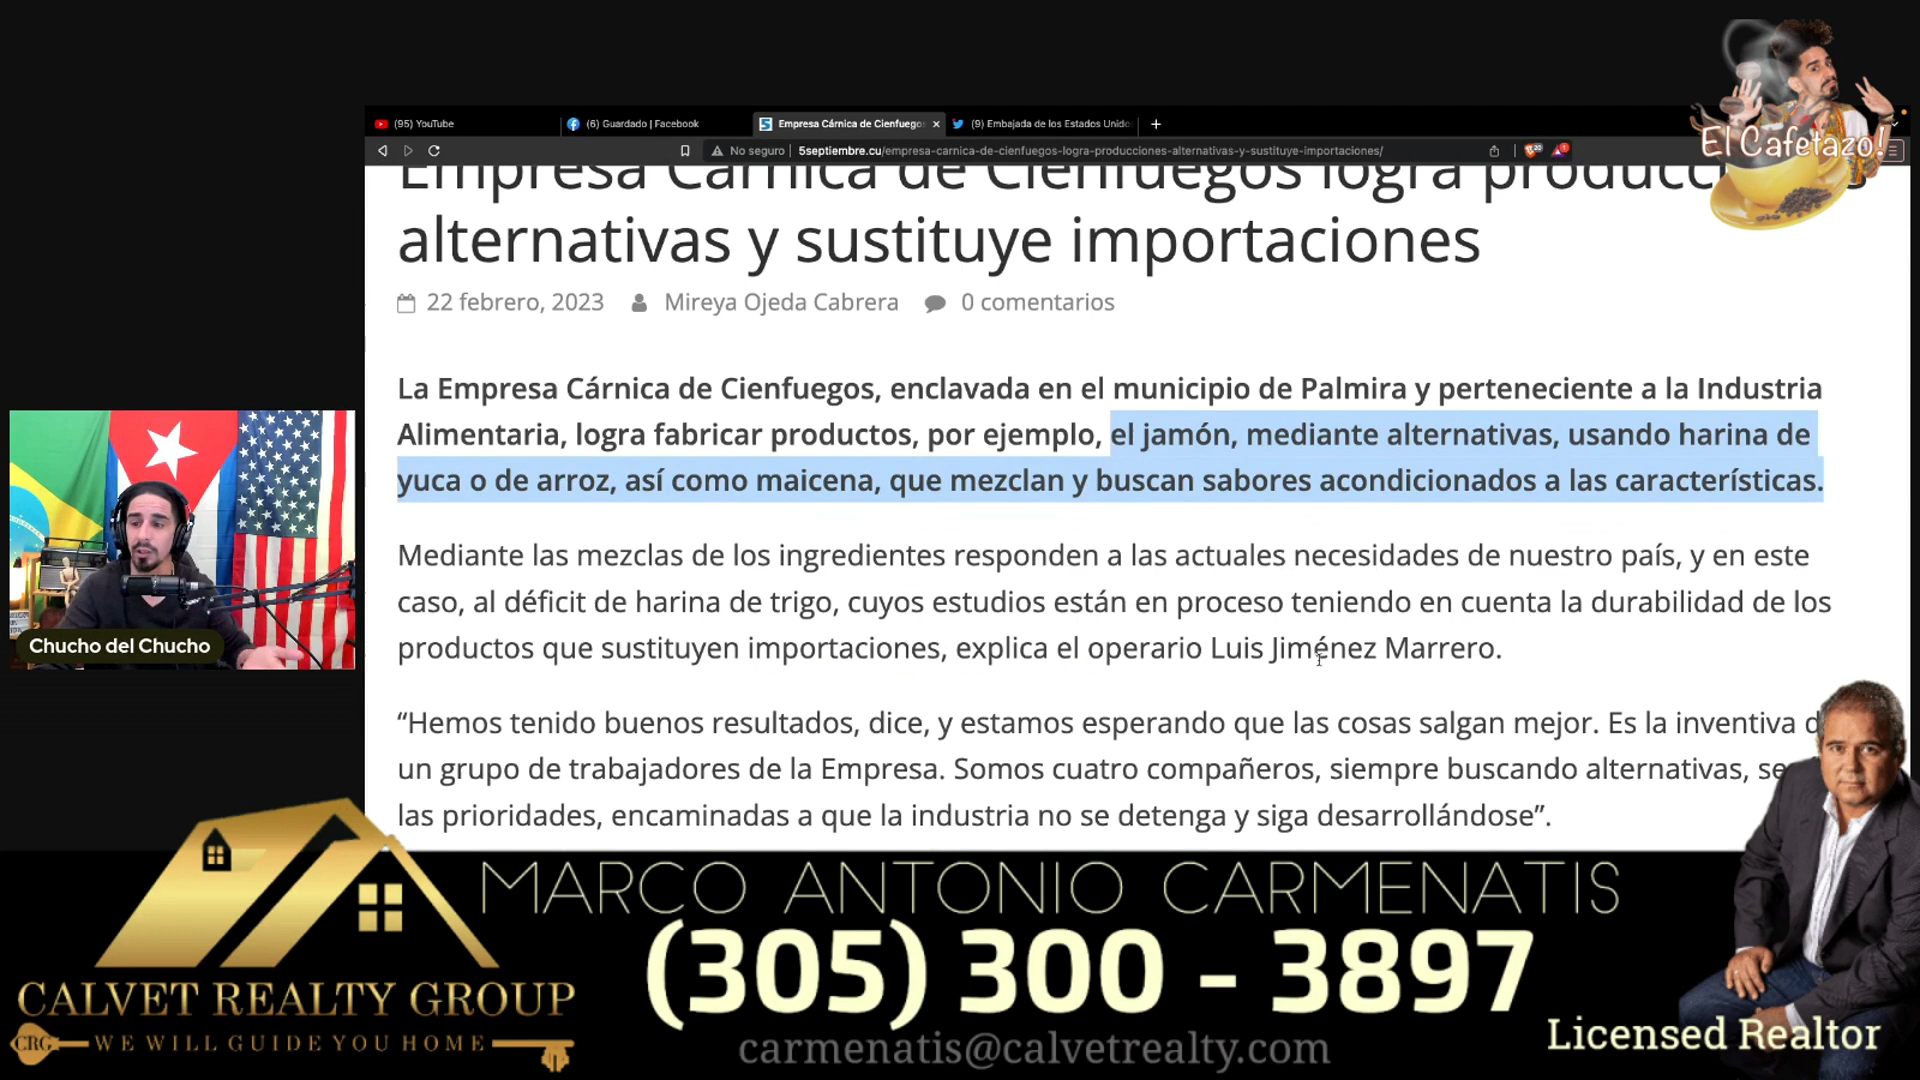 El Cafetazo!
(95) YouTube
(6) Guardado | Facebook
Empresa Cárnica de Cienfuego
(9) Embajada de los Estados Unido
No seguro
5septiembre.cu/empresa-carnica-de-cienfuegos-logra-producciones-alternativas-y-sustituye-importaciones/
Empresa Cárnica de Cienfuegos logra
alternativas y sustituye importaciones
22 febrero, 2023 Mireya Ojeda Cabrera 0 comentarios
La Empresa Cárnica de Cienfuegos, enclavada en el municipio de Palmira y perteneciente a la Industria
Alimentaria, logra fabricar productos, por ejemplo, el jamón, mediante alternativas, usando harina de
yuca o de arroz, así como maicena, que mezclan y buscan sabores acondicionados a las características.
Mediante las mezclas de los ingredientes responden a las actuales necesidades de nuestro país, y en este
caso, al déficit de harina de trigo, cuyos estudios están en proceso teniendo en cuenta la durabilidad de los
productos que sustituyen importaciones, explica el operario Luis Jiménez Marrero.
“Hemos tenido buenos resultados, dice, y estamos esperando que las cosas salgan mejor. Es la inventiva
un grupo de trabajadores de la Empresa. Somos cuatro compañeros, siempre buscando alternativas,
las prioridades, encaminadas a que la industria no se detenga y siga desarrollándose”.
Chucho del Chucho
MARCO ANTONIO CARMENATIS
(305) 300 - 3897
carmenatis@calvetrealty.com
Licensed Realtor
CALVET REALTY GROUP
CRG
WE WILL GUIDE YOU HOME